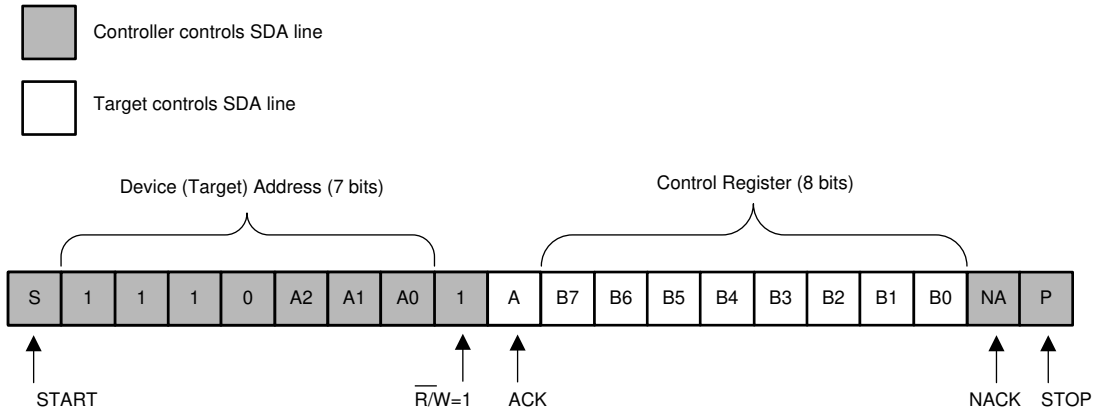 Controller controls SDA line
Target controls SDA line
Device (Target) Address (7 bits)
Control Register (8 bits)
S 1 1 1 0 A2 A1 A0 1 A B7 B6 B5 B4 B3 B2 B1 B0 NA P
START R/W=1 ACK NACK STOP